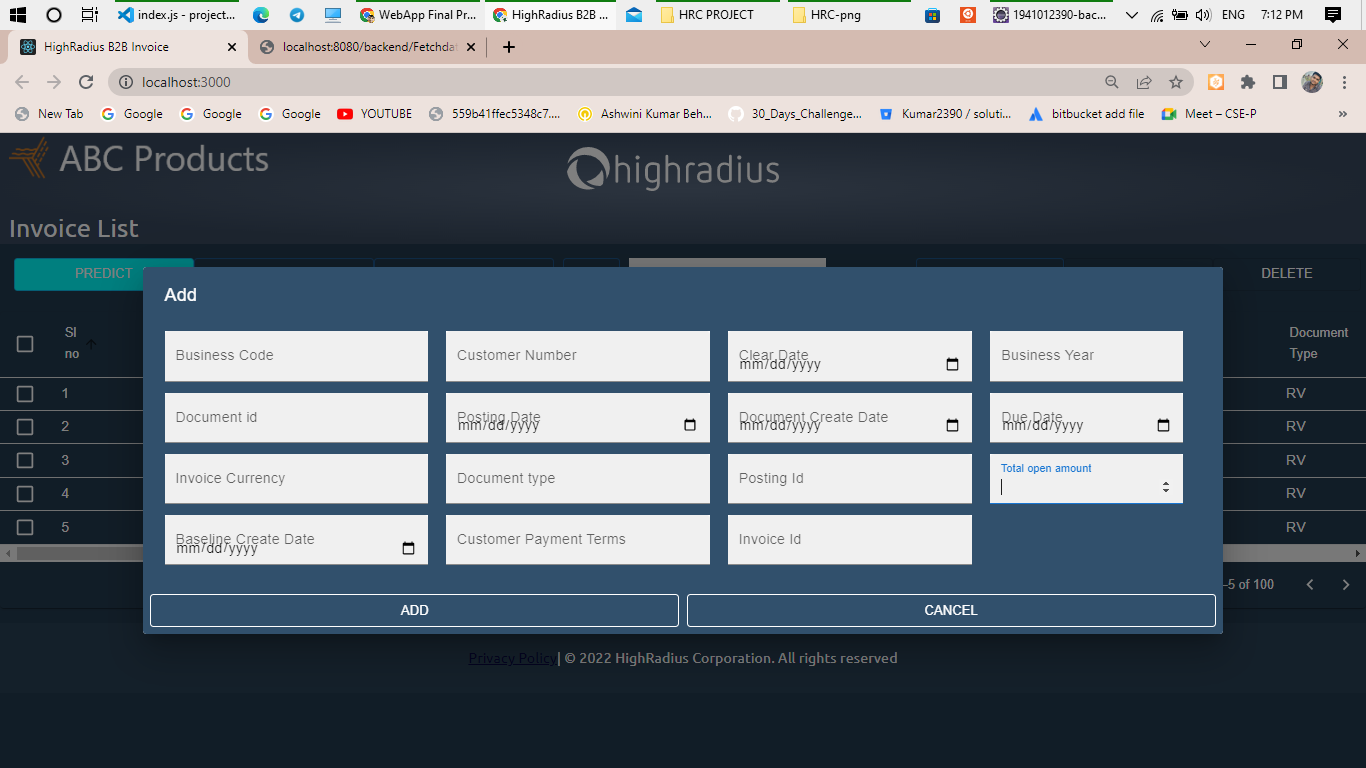 index.js - project...
WebApp Final Pr...
HighRadius B2B ...
HRC PROJECT
HRC-png
1941012390-bac...
ENG
7:12 PM
HighRadius B2B Invoice
localhost:8080/backend/Fetchdat
localhost:3000
New Tab
Google
Google
Google
YOUTUBE
559b41ffec5348c7....
Ashwini Kumar Beh...
30_Days_Challenge...
Kumar2390 / soluti...
bitbucket add file
Meet – CSE-P
»
ABC Products
highradius
Invoice List
PREDICT
DELETE
Sl no
Document Type
1 RV
2 RV
3 RV
4 RV
5 RV
Add
Business Code
Customer Number
Clear Date
mm/dd/yyyy
Business Year
Document id
Posting Date
mm/dd/yyyy
Document Create Date
mm/dd/yyyy
Due Date
mm/dd/yyyy
Invoice Currency
Document type
Posting Id
Total open amount
Baseline Create Date
mm/dd/yyyy
Customer Payment Terms
Invoice Id
ADD
CANCEL
–5 of 100
Privacy Policy| © 2022 HighRadius Corporation. All rights reserved